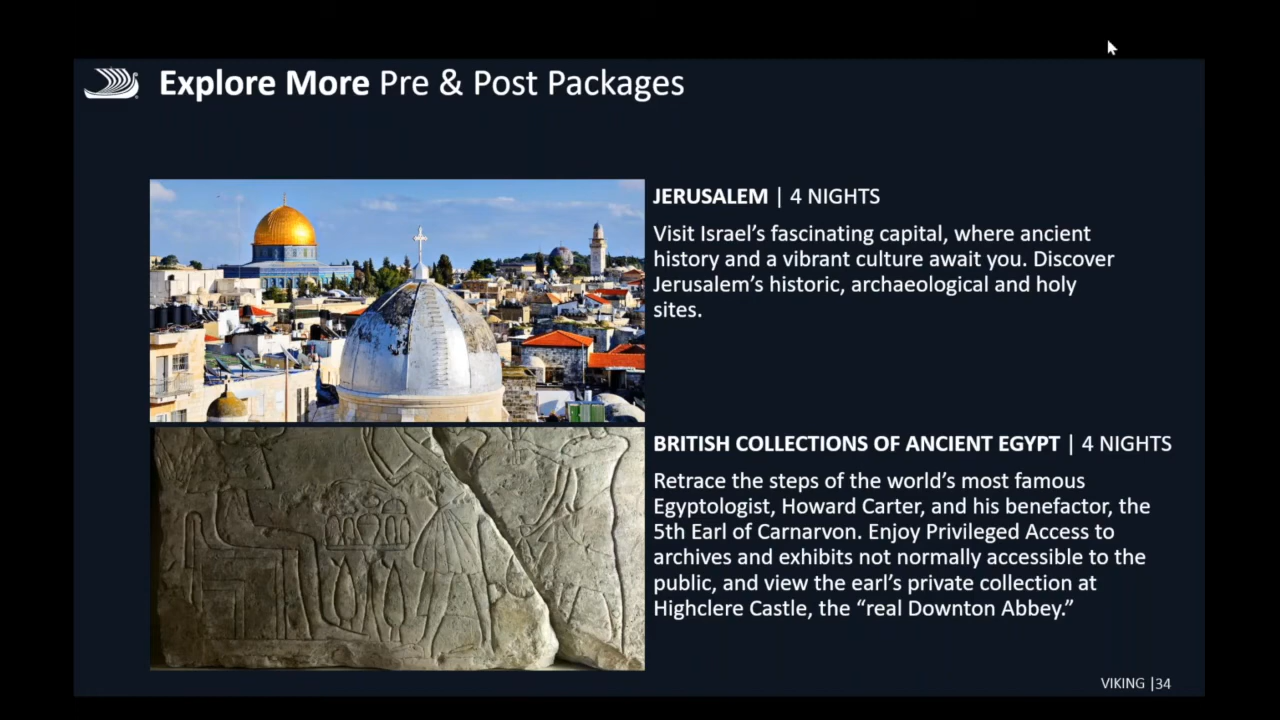 Explore More Pre & Post Packages
JERUSALEM | 4 NIGHTS
Visit Israel’s fascinating capital, where ancient
history and a vibrant culture await you. Discover
Jerusalem’s historic, archaeological and holy
sites.
BRITISH COLLECTIONS OF ANCIENT EGYPT | 4 NIGHTS
Retrace the steps of the world’s most famous
Egyptologist, Howard Carter, and his benefactor, the
5th Earl of Carnarvon. Enjoy Privileged Access to
archives and exhibits not normally accessible to the
public, and view the earl’s private collection at
Highclere Castle, the “real Downton Abbey.”
VIKING |34